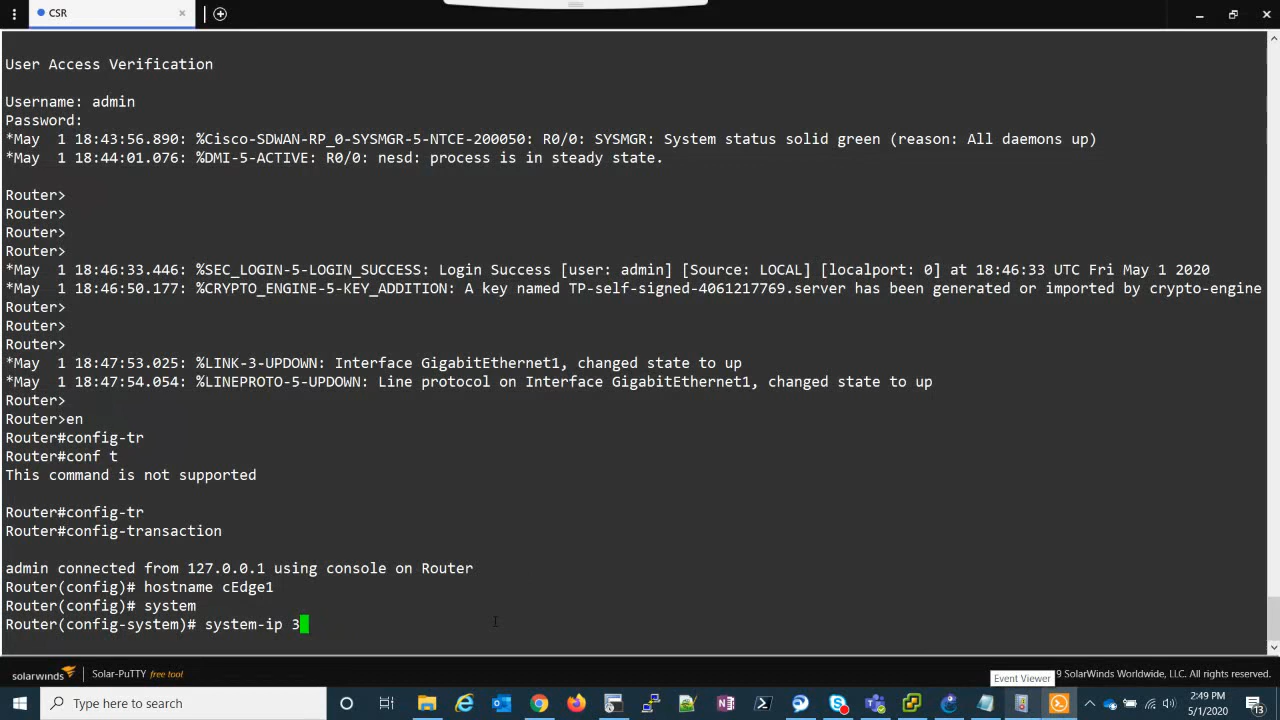 CSR
User Access Verification
Username: admin
Password:
*May  1 18:43:56.890: %Cisco-SDWAN-RP_0-SYSMGR-5-NTCE-200050: R0/0: SYSMGR: System status solid green (reason: All daemons up)
*May  1 18:44:01.076: %DMI-5-ACTIVE: R0/0: nesd: process is in steady state.
Router>
Router>
Router>
Router>
*May  1 18:46:33.446: %SEC_LOGIN-5-LOGIN_SUCCESS: Login Success [user: admin] [Source: LOCAL] [localport: 0] at 18:46:33 UTC Fri May 1 2020
*May  1 18:46:50.177: %CRYPTO_ENGINE-5-KEY_ADDITION: A key named TP-self-signed-4061217769.server has been generated or imported by crypto-engine
Router>
Router>
Router>
*May  1 18:47:53.025: %LINK-3-UPDOWN: Interface GigabitEthernet1, changed state to up
*May  1 18:47:54.054: %LINEPROTO-5-UPDOWN: Line protocol on Interface GigabitEthernet1, changed state to up
Router>
Router>en
Router#config-tr
Router#conf t
This command is not supported
Router#config-tr
Router#config-transaction
admin connected from 127.0.0.1 using console on Router
Router(config)# hostname cEdge1
Router(config)# system
Router(config-system)# system-ip 3
solarwinds Solar-PuTTY free tool
9 SolarWinds Worldwide, LLC. All rights reserved.
Event Viewer
Type here to search
2:49 PM
5/1/2020
13